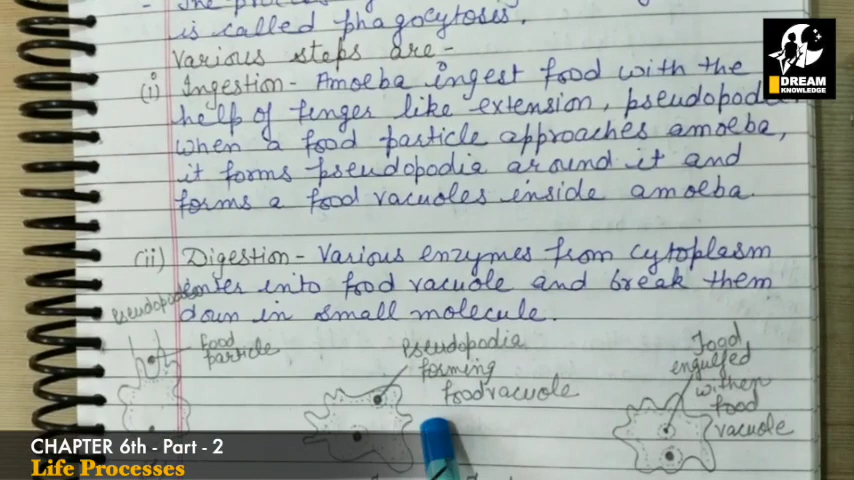 is called phagocytosis.
Various steps are -
(i) Ingestion - Amoeba ingest food with the
help of finger like extension, pseudopod
when a food particle approaches amoeba,
it forms pseudopodia around it and
forms a food vacuoles inside amoeba.
(ii) Digestion - Various enzymes from cytoplasm
enter into food vacuole and break them
down in small molecule.
Food
particle
Pseudopodia
forming
food vacuole
Food
engulfed
within
food
vacuole
DREAM
KNOWLEDGE
CHAPTER 6th - Part - 2
Life Processes